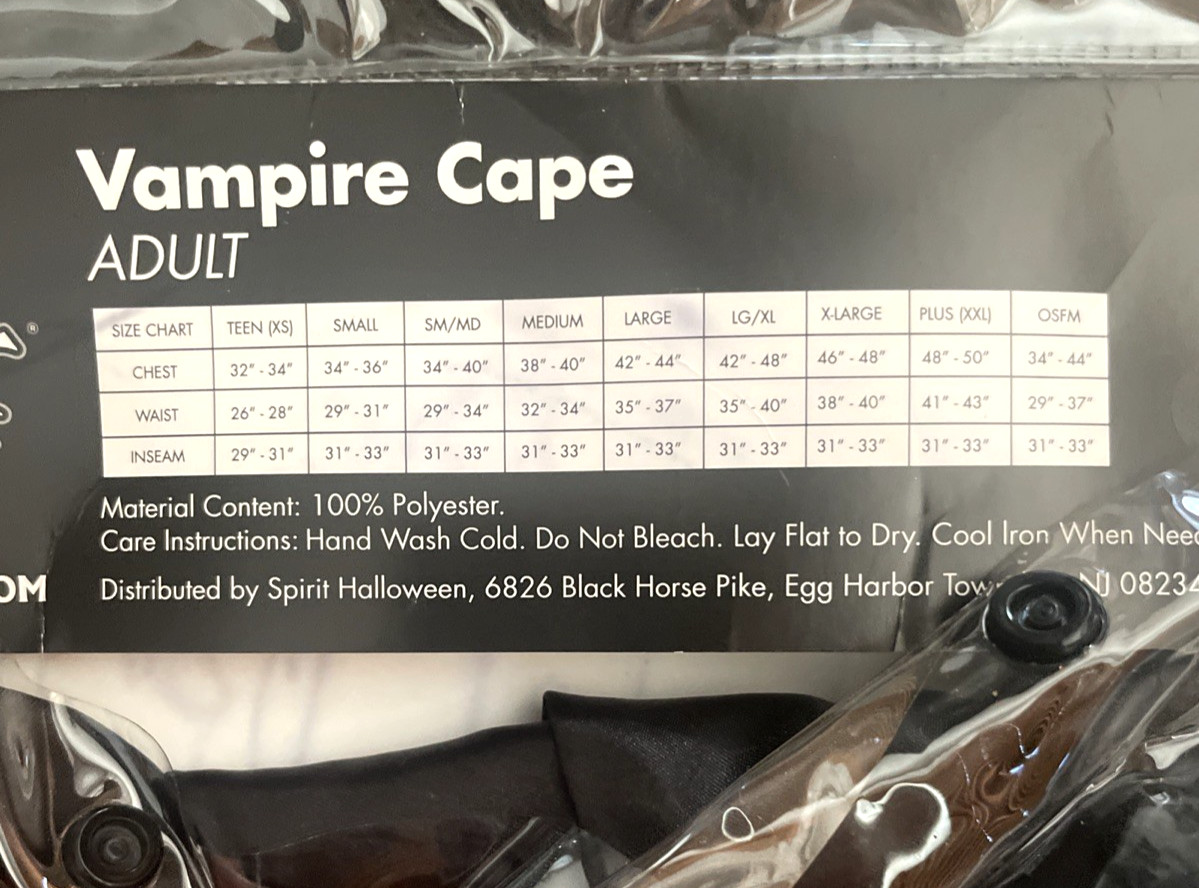 Vampire Cape
ADULT
SIZE CHART TEEN (XS) SMALL SM/MD MEDIUM LARGE LG/XL X-LARGE PLUS (XXL) OSFM
CHEST 32" - 34" 34" - 36" 34" - 40" 38" - 40" 42" - 44" 42" - 48" 46" - 48" 48" - 50" 34" - 44"
WAIST 26" - 28" 29" - 31" 29" - 34" 32" - 34" 35" - 37" 35" - 40" 38" - 40" 41" - 43" 29" - 37"
INSEAM 29" - 31" 31" - 33" 31" - 33" 31" - 33" 31" - 33" 31" - 33" 31" - 33" 31" - 33" 31" - 33"
Material Content: 100% Polyester.
Care Instructions: Hand Wash Cold. Do Not Bleach. Lay Flat to Dry. Cool Iron When
OM Distributed by Spirit Halloween, 6826 Black Horse Pike, Egg Harbor NJ 08234